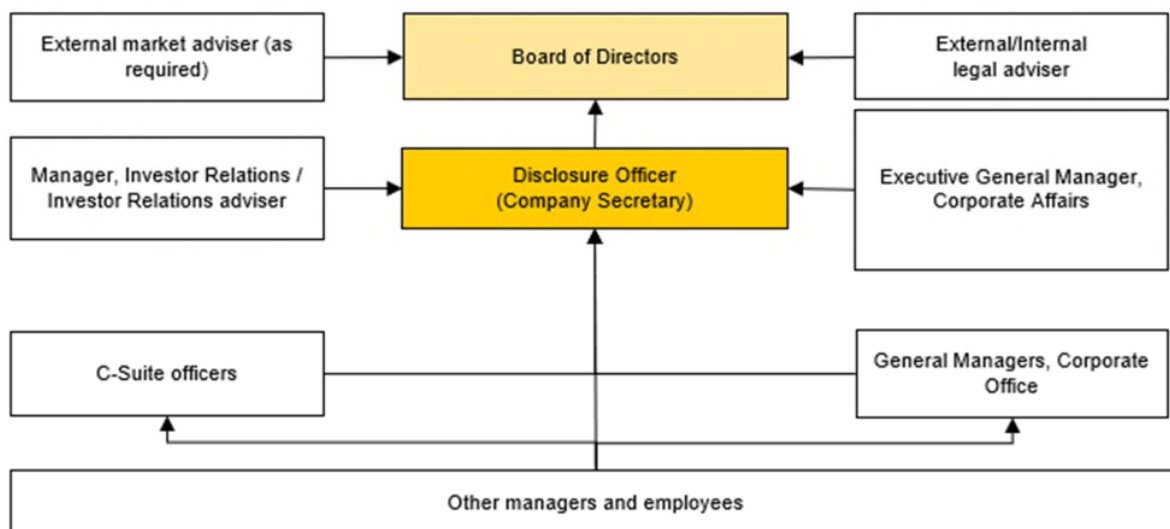 External market adviser (as
required)
Board of Directors
External/Internal
legal adviser
Manager, Investor Relations /
Investor Relations adviser
Disclosure Officer
(Company Secretary)
Executive General Manager,
Corporate Affairs
C-Suite officers
General Managers, Corporate
Office
Other managers and employees